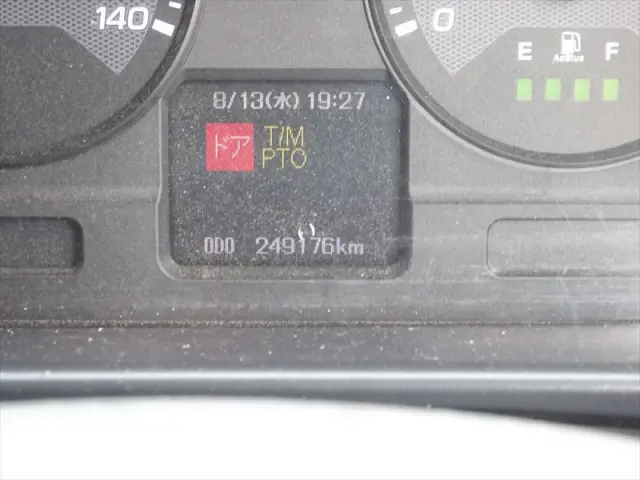 140
0
E F
AdBlue
8/13(水) 19:27
ドア T/M
PTO
ODO 249176km